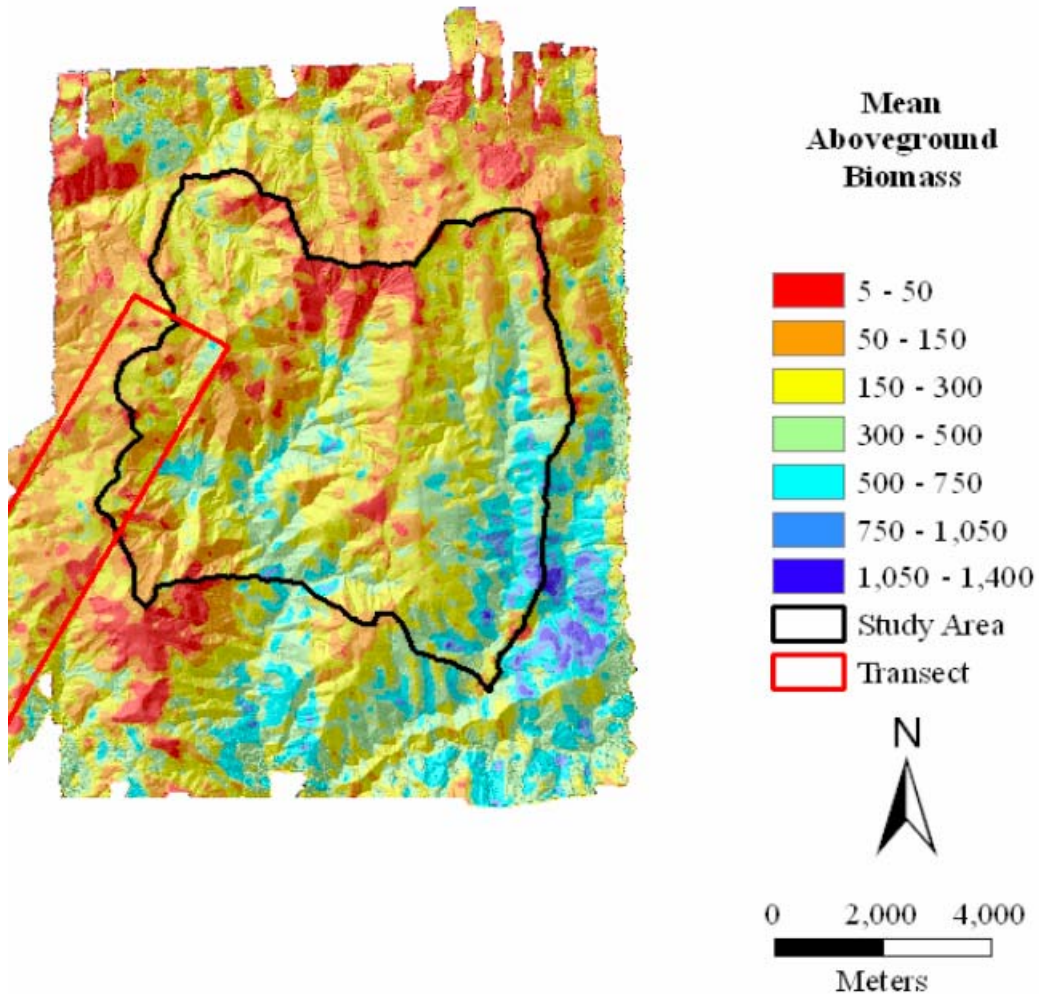 Mean
Aboveground
Biomass
5 - 50
50 - 150
150 - 300
300 - 500
500 - 750
750 - 1,050
1,050 - 1,400
Study Area
Transect
N
0 2,000 4,000
Meters